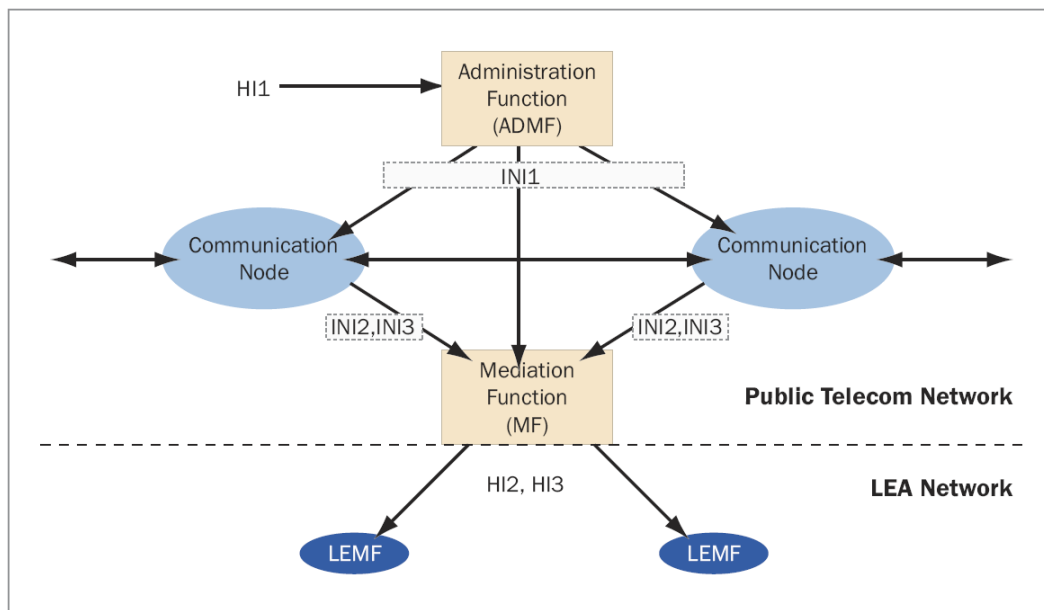 Administration
Function
(ADMF)
HI1
INI1
Communication
Node
Communication
Node
INI2,INI3
INI2,INI3
Mediation
Function
(MF)
Public Telecom Network
HI2, HI3
LEA Network
LEMF
LEMF